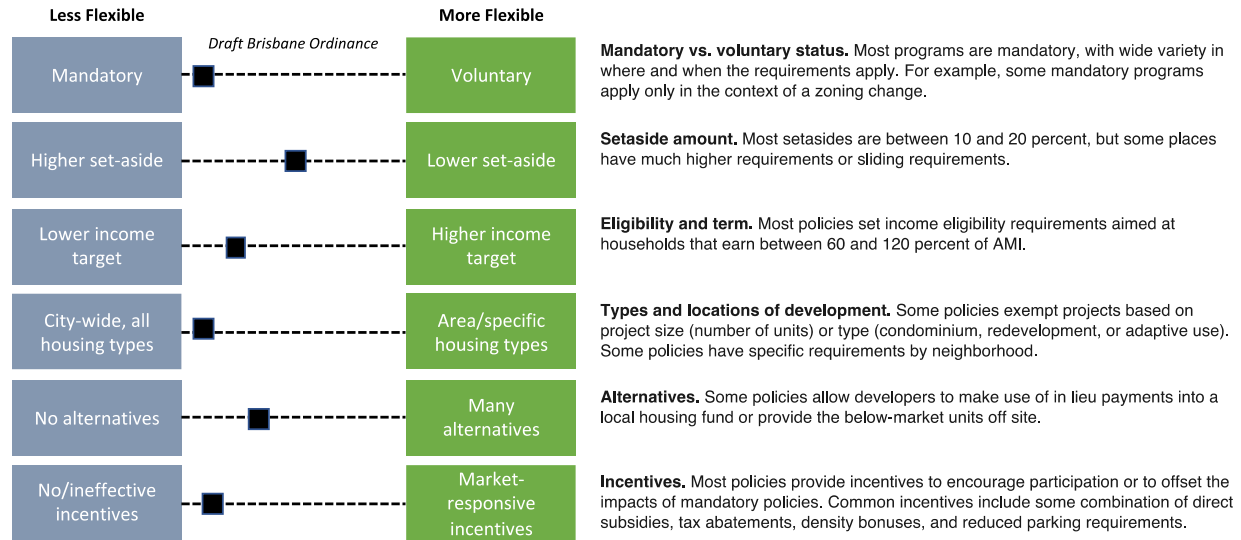 Less Flexible
More Flexible
Draft Brisbane Ordinance
Mandatory
Voluntary
Mandatory vs. voluntary status. Most programs are mandatory, with wide variety in
where and when the requirements apply. For example, some mandatory programs
apply only in the context of a zoning change.
Higher set-aside
Lower set-aside
Setaside amount. Most setasides are between 10 and 20 percent, but some places
have much higher requirements or sliding requirements.
Lower income
target
Higher income
target
Eligibility and term. Most policies set income eligibility requirements aimed at
households that earn between 60 and 120 percent of AMI.
City-wide, all
housing types
Area/specific
housing types
Types and locations of development. Some policies exempt projects based on
project size (number of units) or type (condominium, redevelopment, or adaptive use).
Some policies have specific requirements by neighborhood.
No alternatives
Many
alternatives
Alternatives. Some policies allow developers to make use of in lieu payments into a
local housing fund or provide the below-market units off site.
No/ineffective
incentives
Market-
responsive
incentives
Incentives. Most policies provide incentives to encourage participation or to offset the
impacts of mandatory policies. Common incentives include some combination of direct
subsidies, tax abatements, density bonuses, and reduced parking requirements.